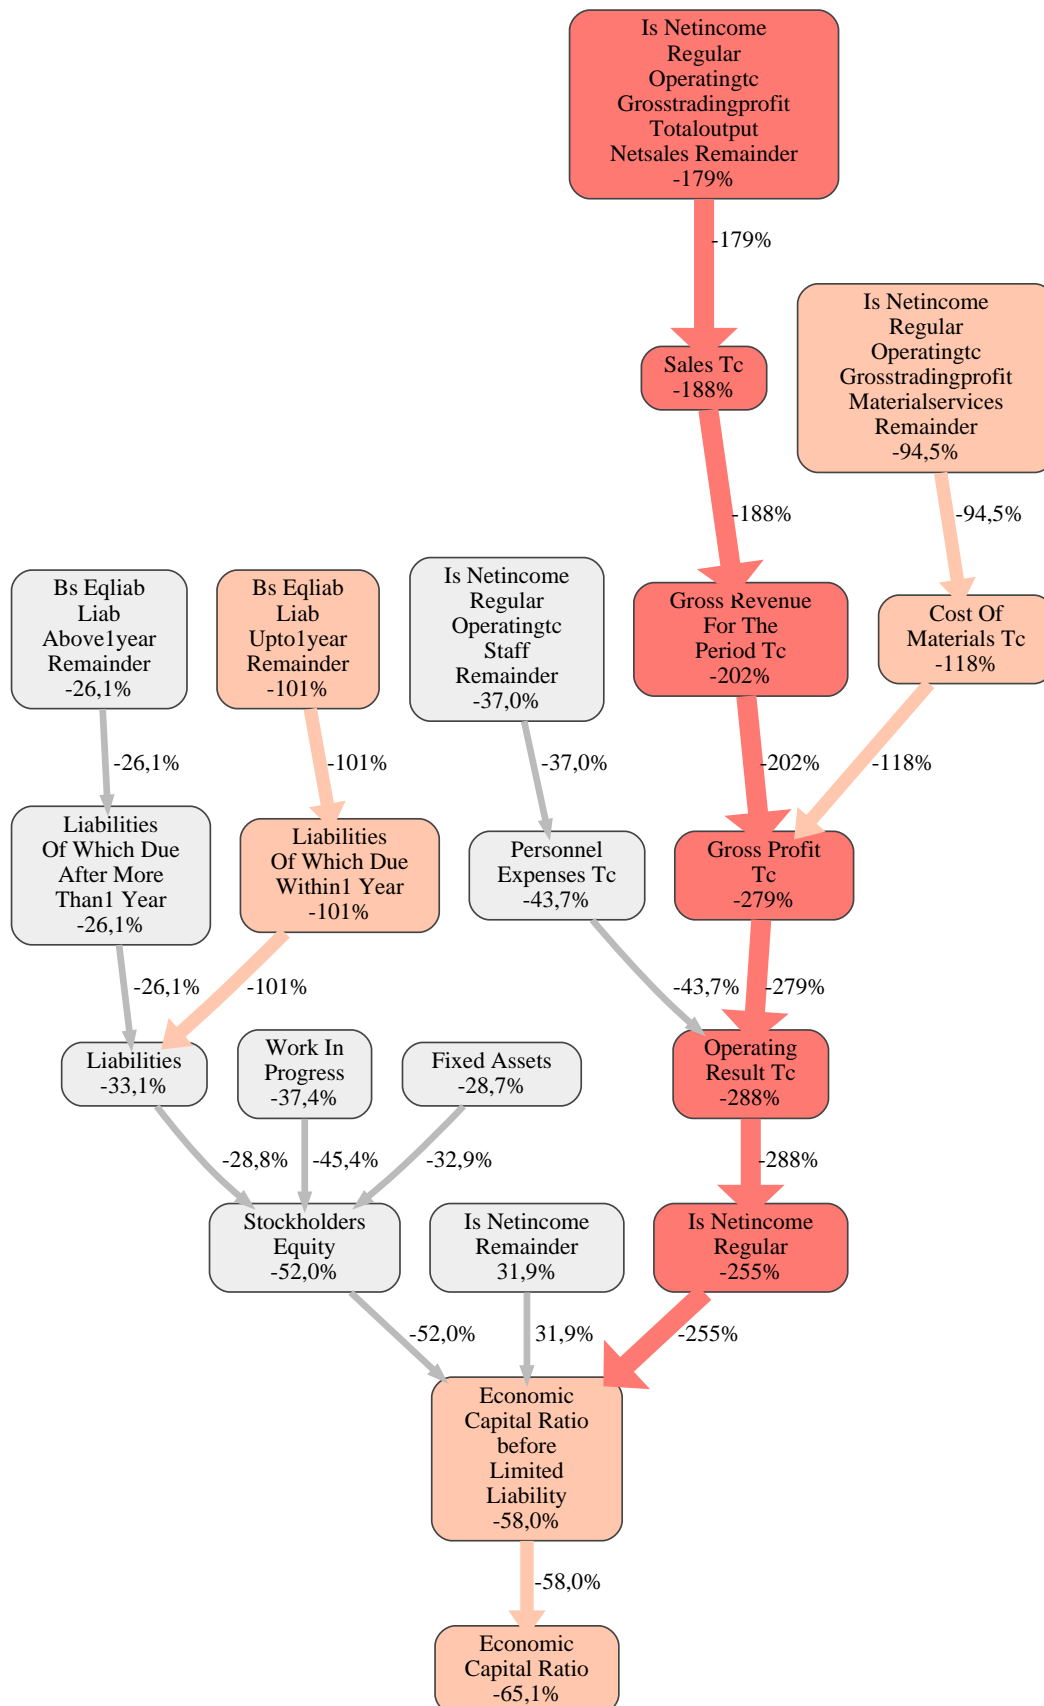 Is Netincome
Regular
Operatingtc
Grosstradingprofit
Totaloutput
Netsales Remainder
-179%
-179%
Is Netincome
Regular
Operatingtc
Grosstradingprofit
Materialservices
Remainder
-94,5%
Sales Tc
-188%
-188%
-94,5%
Bs Eqliab
Liab
Above1year
Remainder
-26,1%
Bs Eqliab
Liab
Upto1year
Remainder
-101%
Is Netincome
Regular
Operatingtc
Staff
Remainder
-37,0%
Gross Revenue
For The
Period Tc
-202%
Cost Of
Materials Tc
-118%
-26,1%
-101%
-37,0%
-202%
-118%
Liabilities
Of Which Due
After More
Than1 Year
-26,1%
Liabilities
Of Which Due
Within1 Year
-101%
Personnel
Expenses Tc
-43,7%
Gross Profit
Tc
-279%
-26,1%
-101%
-43,7%
-279%
Liabilities
-33,1%
Work In
Progress
-37,4%
Fixed Assets
-28,7%
Operating
Result Tc
-288%
-28,8%
-45,4%
-32,9%
-288%
Stockholders
Equity
-52,0%
Is Netincome
Remainder
31,9%
Is Netincome
Regular
-255%
-52,0%
31,9%
-255%
Economic
Capital Ratio
before
Limited
Liability
-58,0%
-58,0%
Economic
Capital Ratio
-65,1%